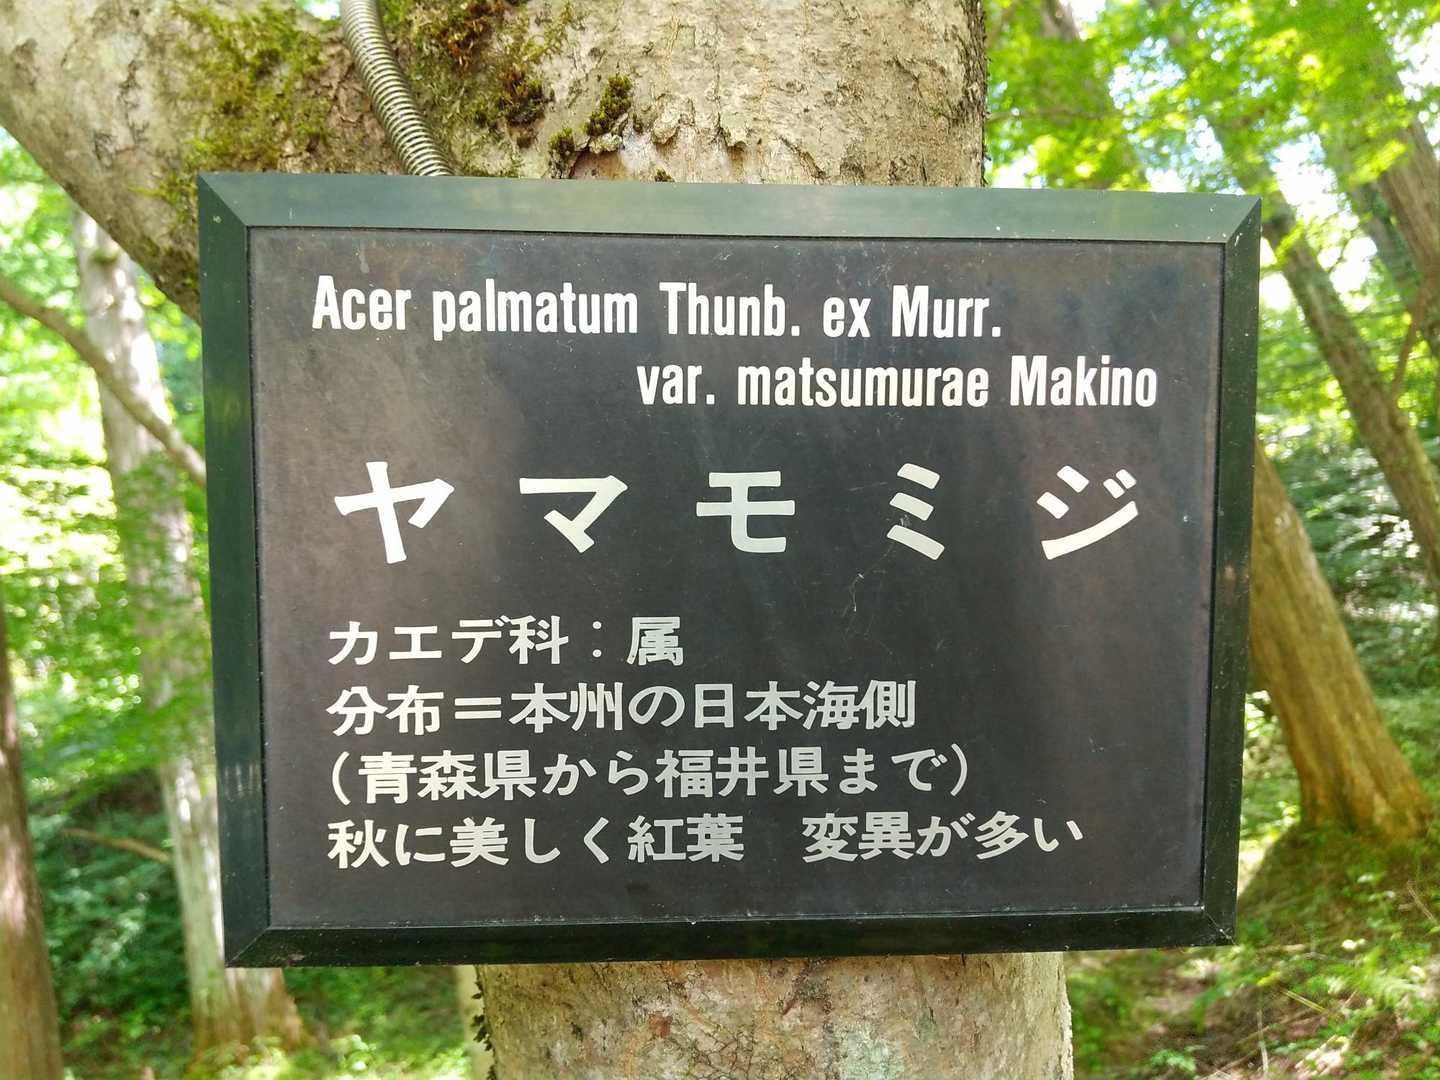 Acer palmatum Thunb. ex Murr.
var. matsumurae Makino
ヤマモミジ
カエデ科：属
分布＝本州の日本海側
（青森県から福井県まで）
秋に美しく紅葉　変異が多い